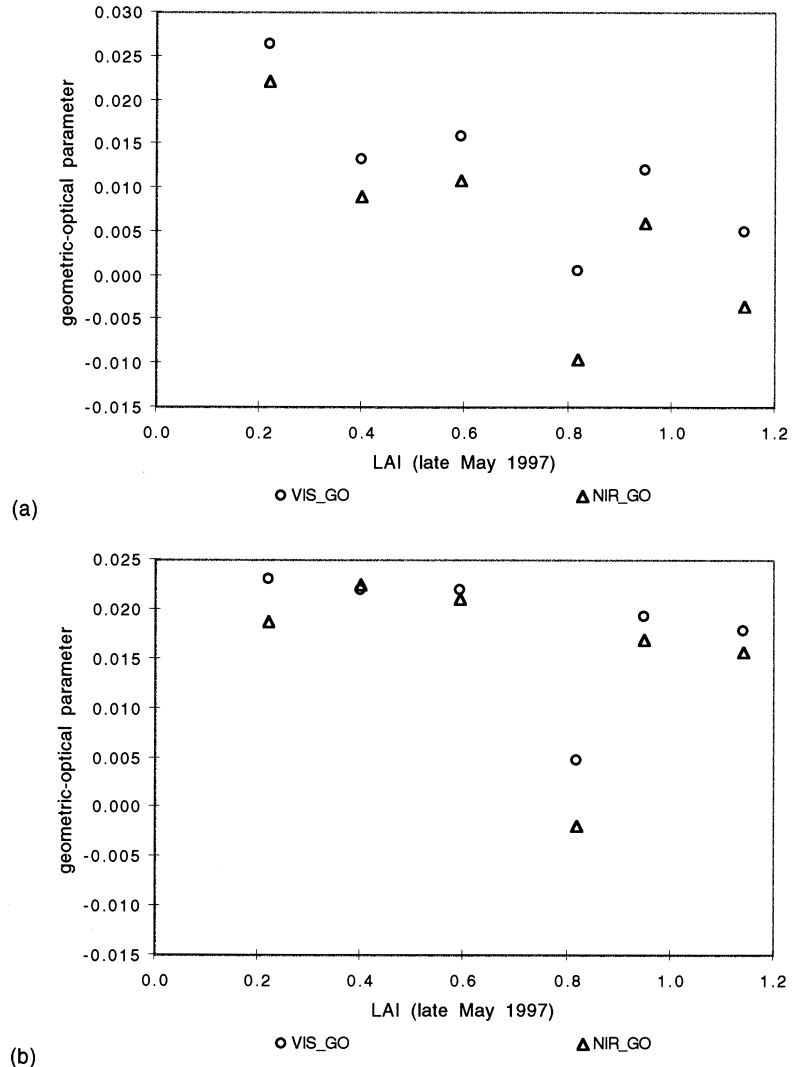 0.030
0.025
0.020
0.015
0.010
0.005
0.000
-0.005
-0.010
-0.015
geometric-optical parameter
0.0 0.2 0.4 0.6 0.8 1.0 1.2
LAI (late May 1997)
VIS_GO NIR_GO
(a)
0.025
0.020
0.015
0.010
0.005
0.000
-0.005
-0.010
-0.015
geometric-optical parameter
0.0 0.2 0.4 0.6 0.8 1.0 1.2
LAI (late May 1997)
VIS_GO NIR_GO
(b)